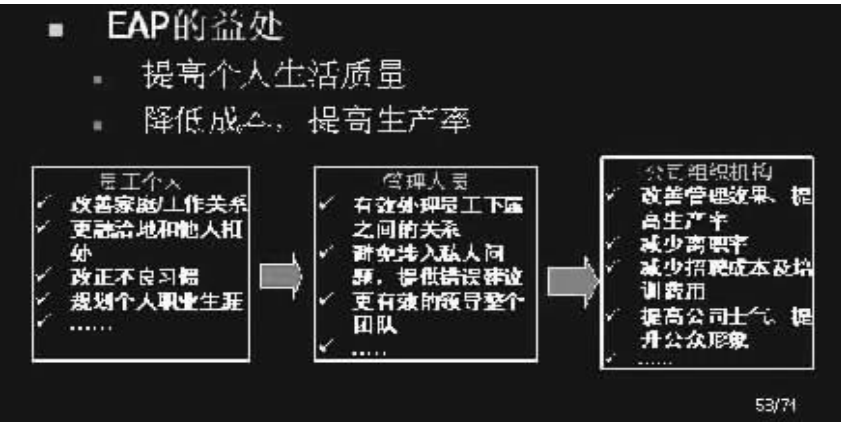 EAP的益处
提高个人生活质量
降低成本，提高生产率
员工个人
改善家庭/工作关系
更融洽地和他人相
处
改正不良习惯
规划个人职业生涯
......
管理人员
有效处理员工下属
之间的关系
避免涉入私人问
题，提供错误建议
更有效的领导整个
团队
.....
公司组织机构
改善管理效果、提
高生产率
减少离职率
减少招聘成本及培
训费用
提高公司士气、提
升公众形象
......
53/74